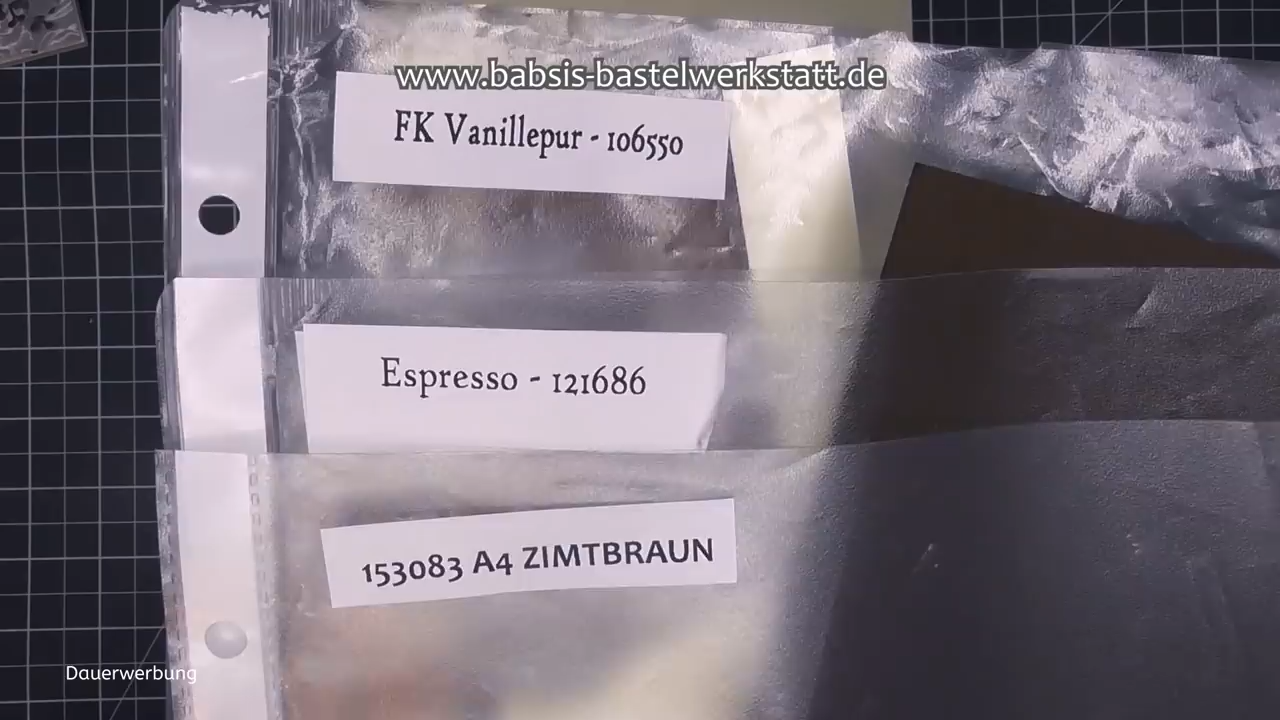 www.babsis-bastelwerkstatt.de
FK Vanillepur - 106550
Espresso - 121686
153083 A4 ZIMTBRAUN
Dauerwerbung